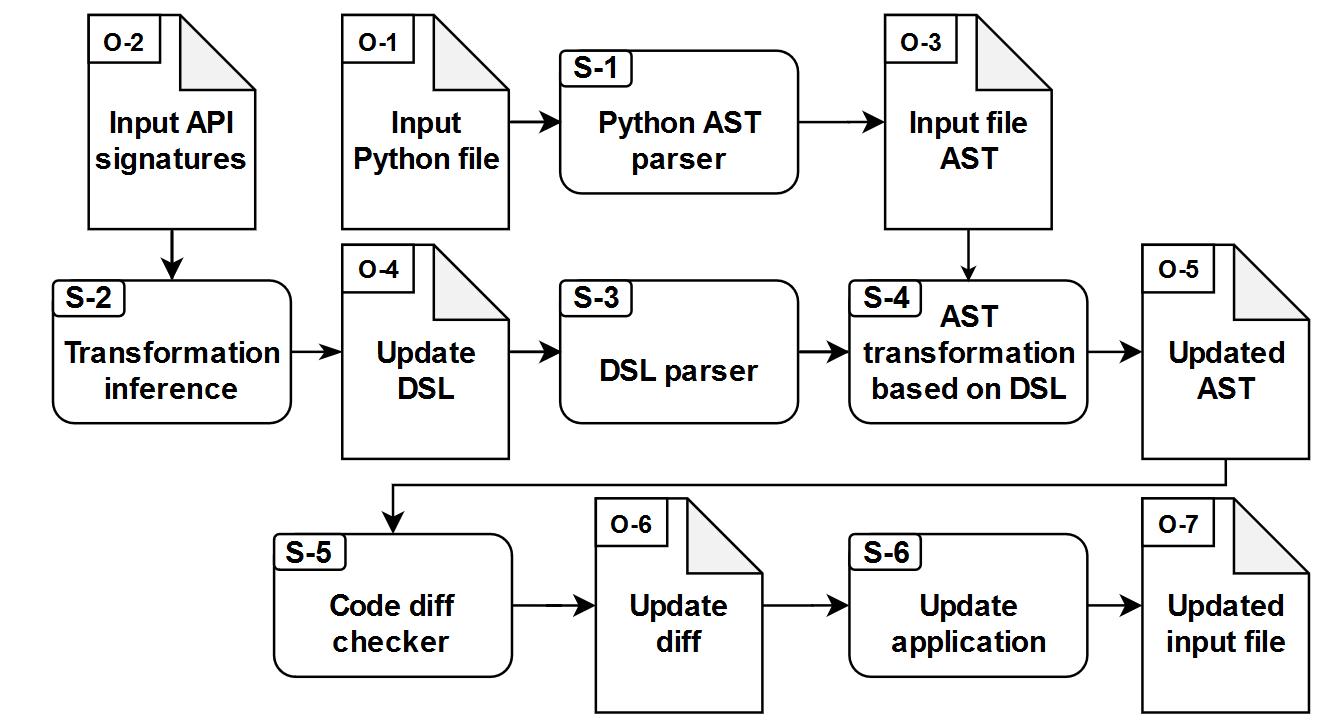 O-2
Input API
signatures
O-1
Input
Python file
S-1
Python AST
parser
O-3
Input file
AST
S-2
Transformation
inference
O-4
Update
DSL
S-3
DSL parser
S-4
AST
transformation
based on DSL
O-5
Updated
AST
S-5
Code diff
checker
O-6
Update
diff
S-6
Update
application
O-7
Updated
input file